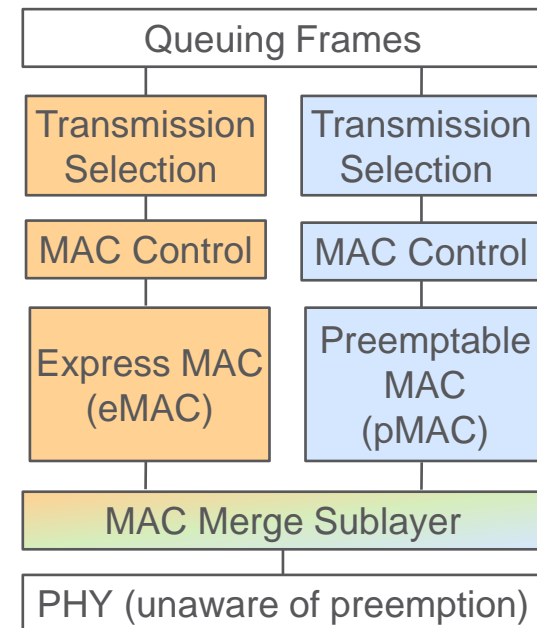 Queuing Frames
Transmission
Selection
Transmission
Selection
MAC Control
MAC Control
Express MAC
(eMAC)
Preemptable
MAC
(pMAC)
MAC Merge Sublayer
PHY (unaware of preemption)